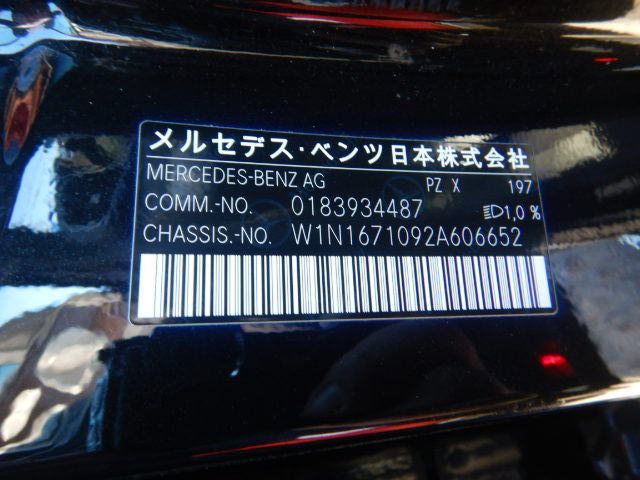 メルセデス・ベンツ日本株式会社
MERCEDES-BENZ AG PZ X 197
COMM.-NO. 0183934487 1,0 %
CHASSIS.-NO. W1N1671092A606652